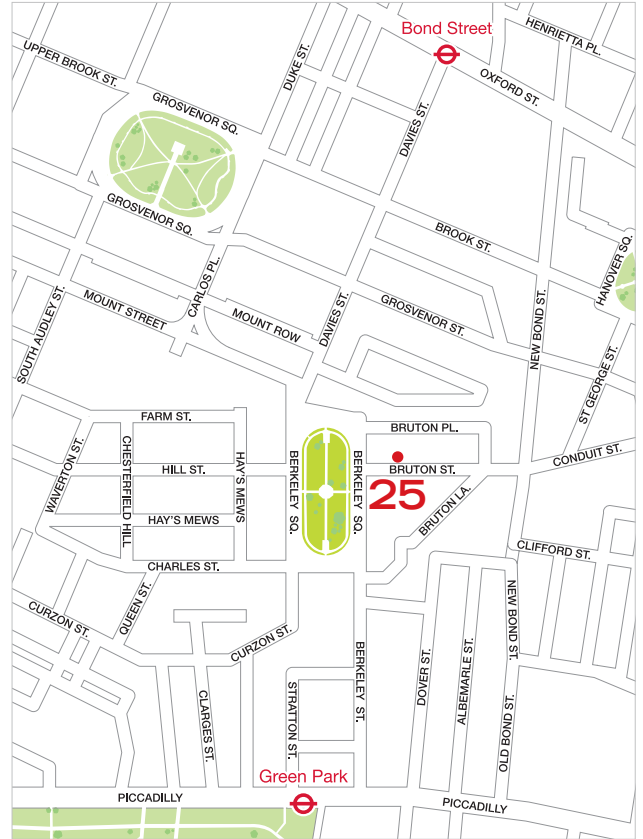 Bond Street
HENRIETTA PL.
UPPER BROOK ST.
DUKE ST.
OXFORD ST.
GROSVENOR SQ.
DAVIES ST.
GROSVENOR SQ.
BROOK ST.
HANOVER SQ.
CARLOS PL.
SOUTH AUDLEY ST.
MOUNT STREET
MOUNT ROW
DAVIES ST.
GROSVENOR ST.
NEW BOND ST.
ST GEORGE ST.
FARM ST.
BRUTON PL.
WAVERTON ST.
CHESTERFIELD HILL
HAY'S MEWS
BERKELEY SQ.
BERKELEY SQ.
CONDUIT ST.
HILL ST.
BRUTON ST.
25
BRUTON LA.
HAY'S MEWS
CLIFFORD ST.
CHARLES ST.
QUEEN ST.
NEW BOND ST.
CURZON ST.
CURZON ST.
BERKELEY ST.
DOVER ST.
ALBEMARLE ST.
CLARGES ST.
STRATTON ST.
OLD BOND ST.
Green Park
PICCADILLY
PICCADILLY